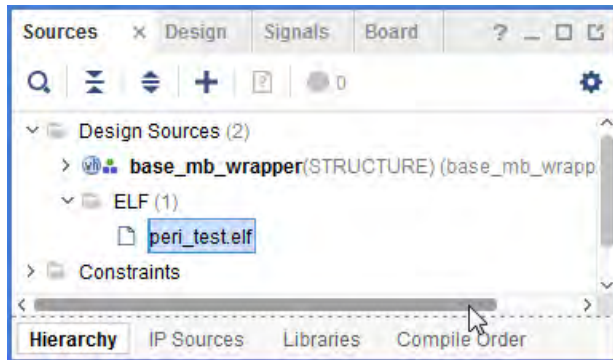 Sources × Design Signals Board ? _
0
Design Sources (2)
base_mb_wrapper(STRUCTURE) (base_mb_wrapp
ELF (1)
peri_test.elf
Constraints
Hierarchy IP Sources Libraries Compile Order